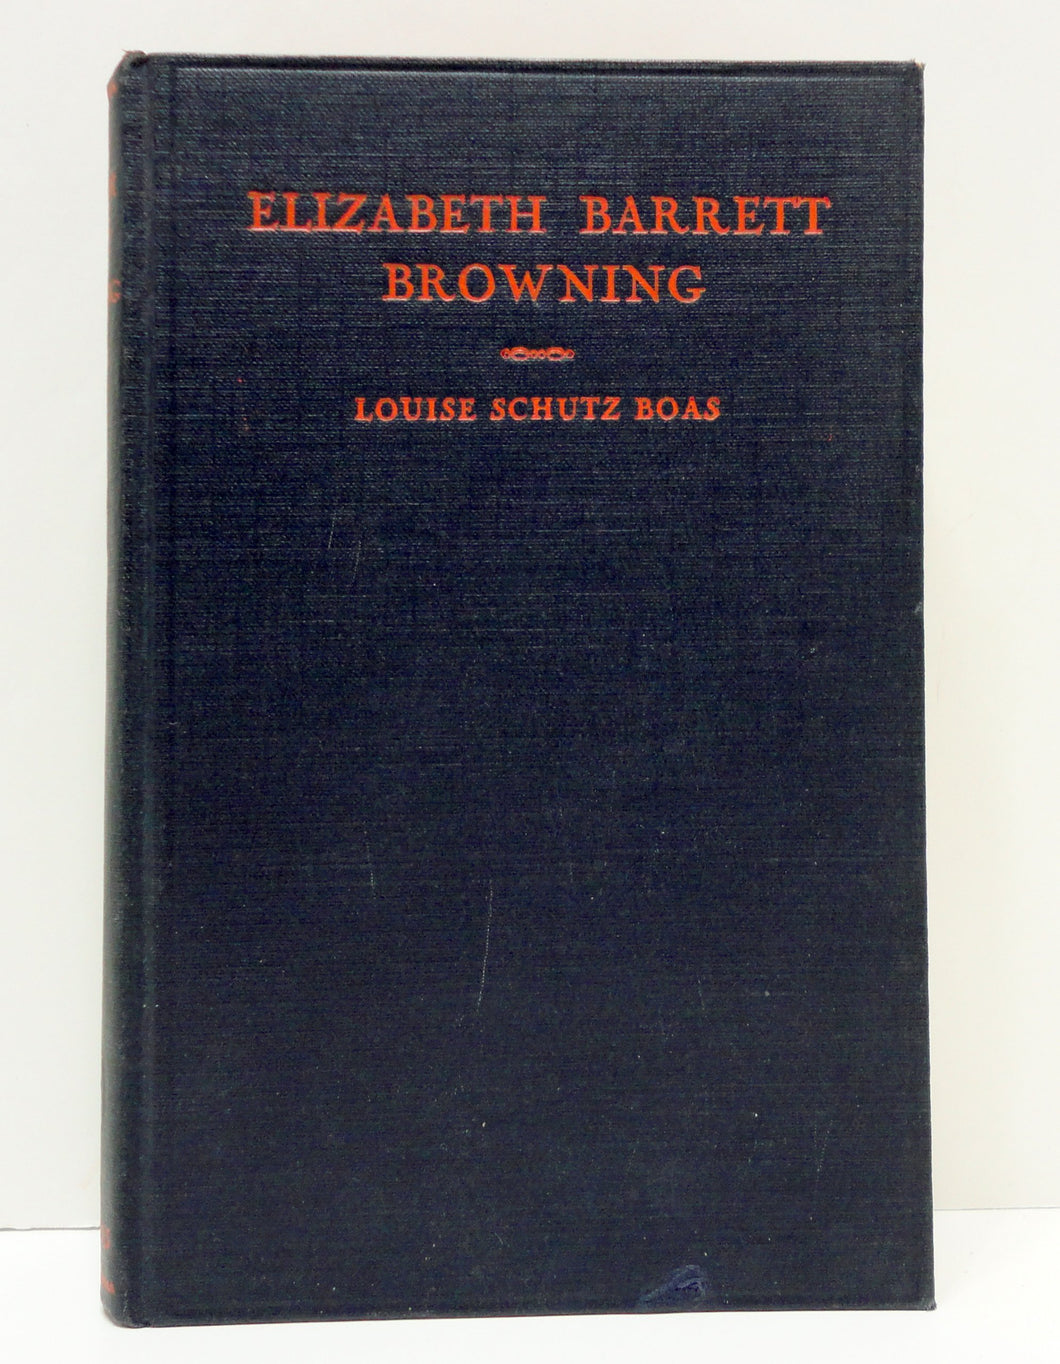 ELIZABETH BARRETT
BROWNING
LOUISE SCHUTZ BOAS